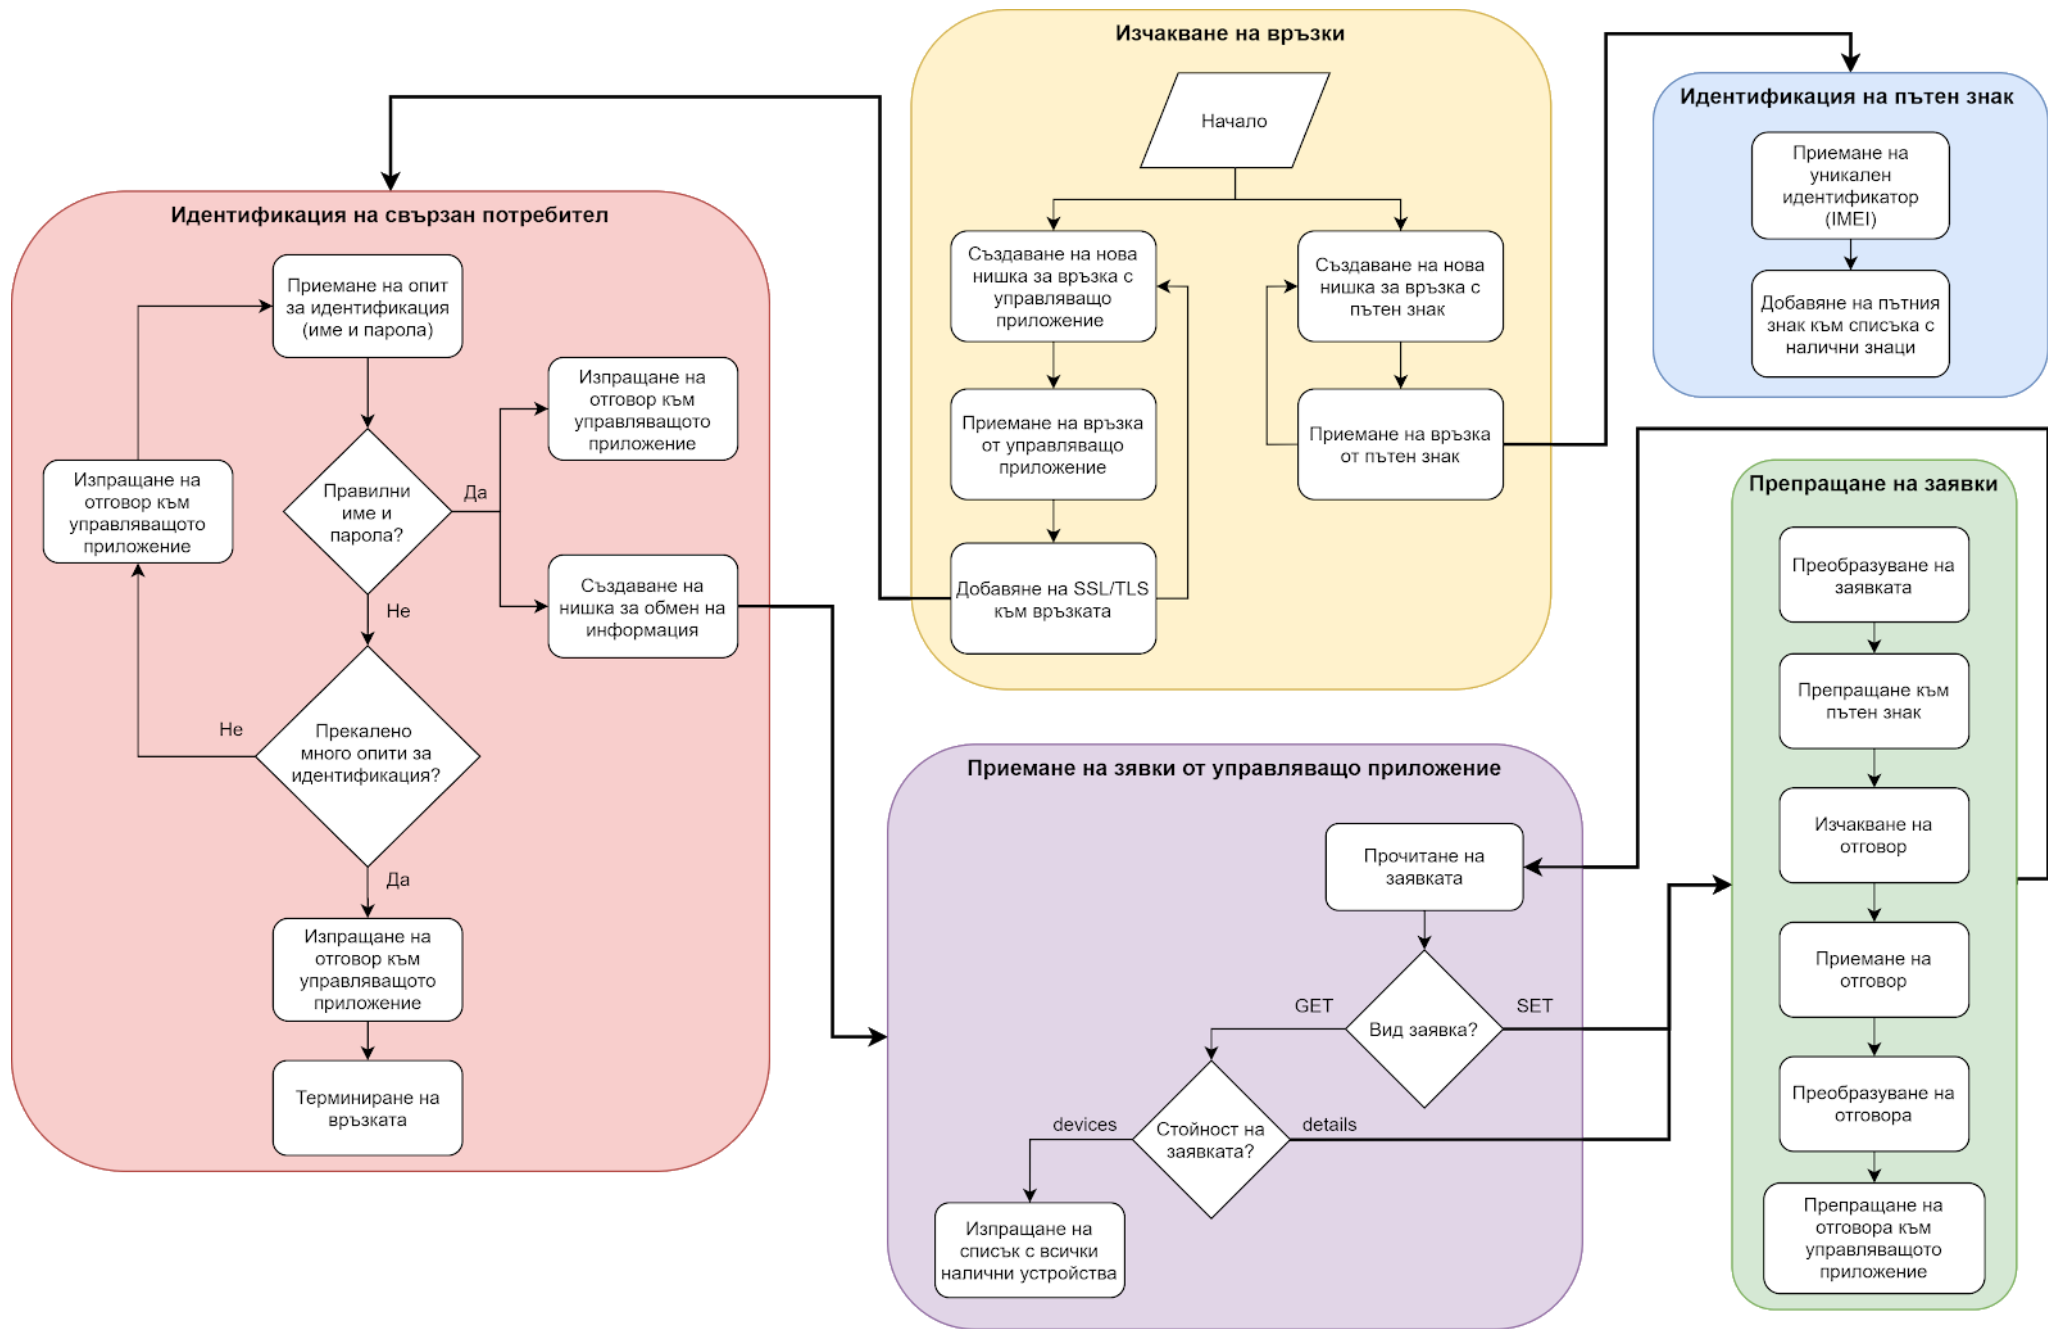 Изчакване на връзки
Начало
Създаване на нова
нишка за връзка с
управляващо
приложение
Приемане на връзка
от управляващо
приложение
Добавяне на SSL/TLS
към връзката
Създаване на нова
нишка за връзка с
пътен знак
Приемане на връзка
от пътен знак
Идентификация на пътен знак
Приемане на
уникален
идентификатор
(IMEI)
Добавяне на пътния
знак към списъка с
налични знаци
Идентификация на свързан потребител
Приемане на опит
за идентификация
(име и парола)
Правилни
име и
парола?
Да
Изпращане на
отговор към
управляващото
приложение
Създаване на
нишка за обмен на
информация
Не
Прекалено
много опити за
идентификация?
Не
Изпращане на
отговор към
управляващото
приложение
Да
Изпращане на
отговор към
управляващото
приложение
Терминиране на
връзката
Приемане на зявки от управляващо приложение
Прочитане на
заявката
Вид заявка?
GET
SET
Стойност на
заявката?
devices
details
Изпращане на
списък с всички
налични устройства
Препращане на заявки
Преобразуване на
заявката
Препращане към
пътен знак
Изчакване на
отговор
Приемане на
отговор
Преобразуване на
отговора
Препращане на
отговора към
управляващото
приложение